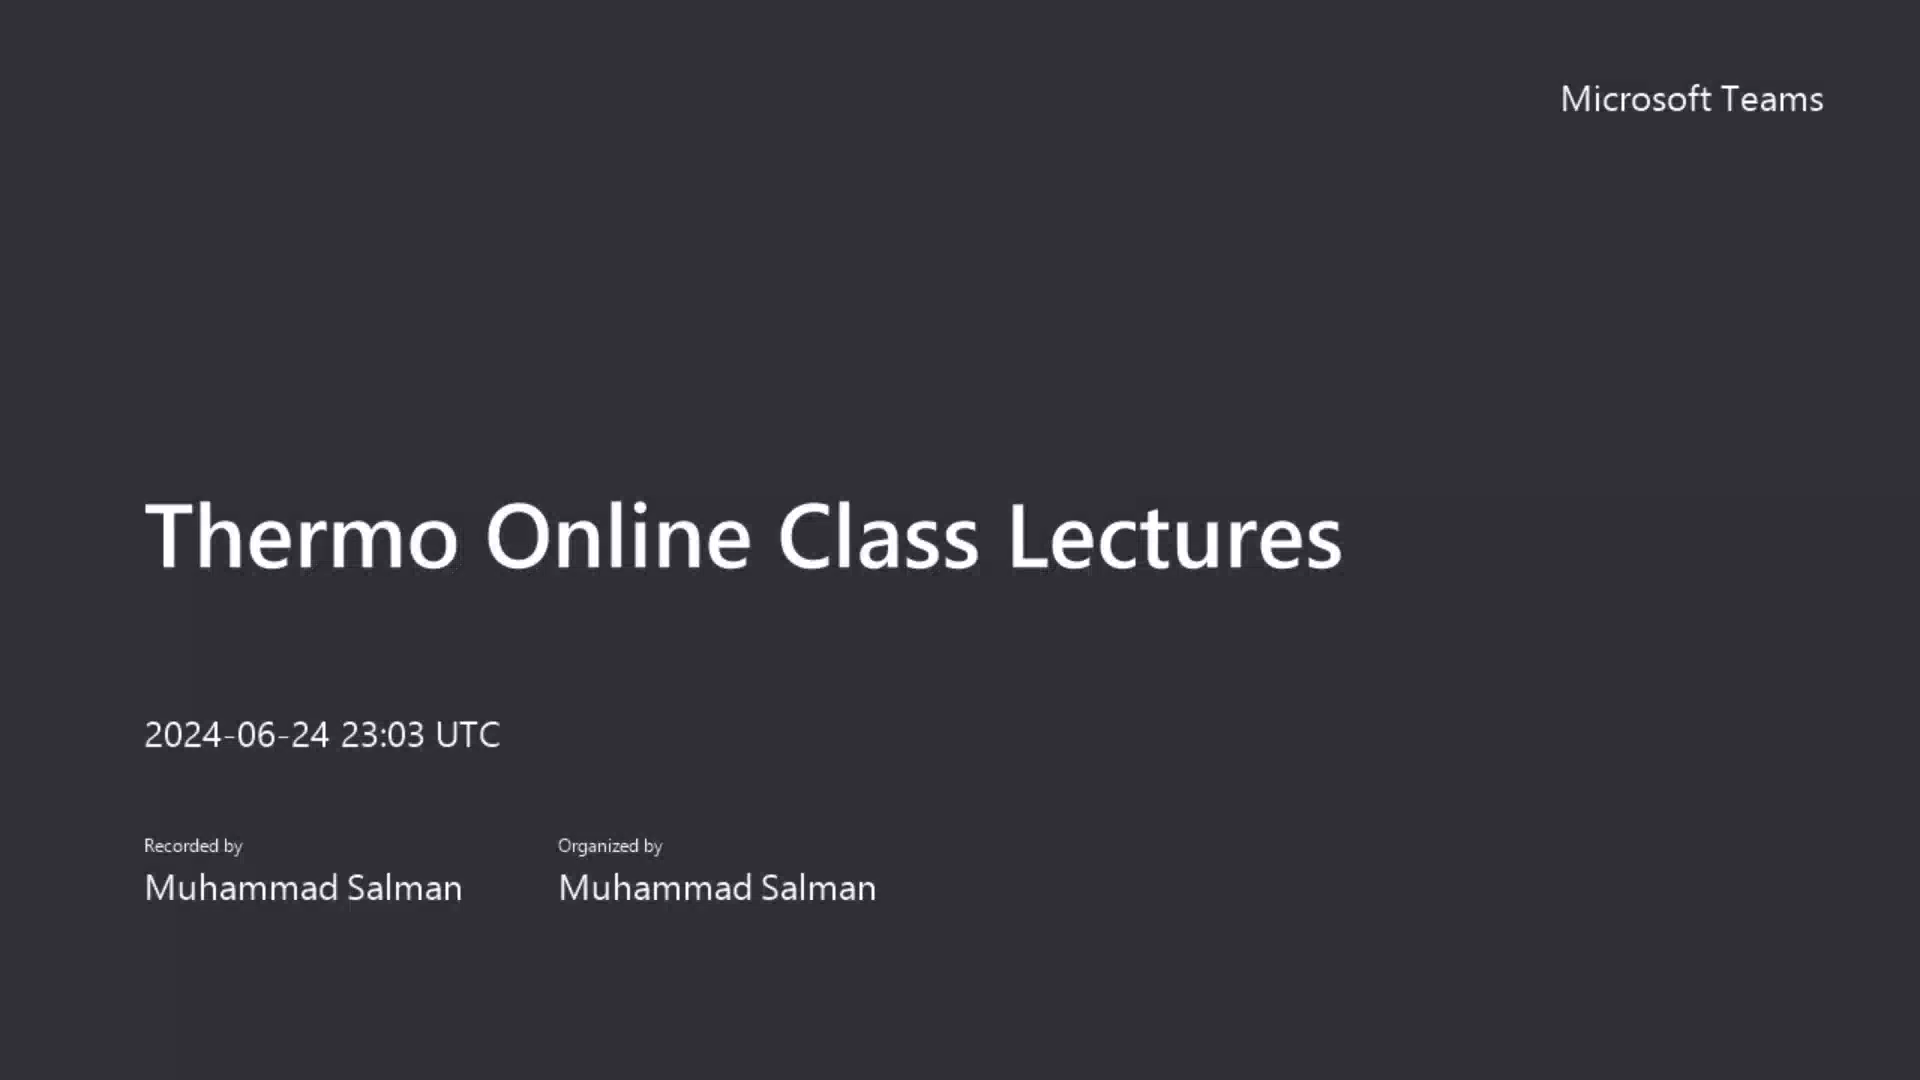 Microsoft Teams
Thermo Online Class Lectures
2024-06-24 23:03 UTC
Recorded by
Muhammad Salman
Organized by
Muhammad Salman